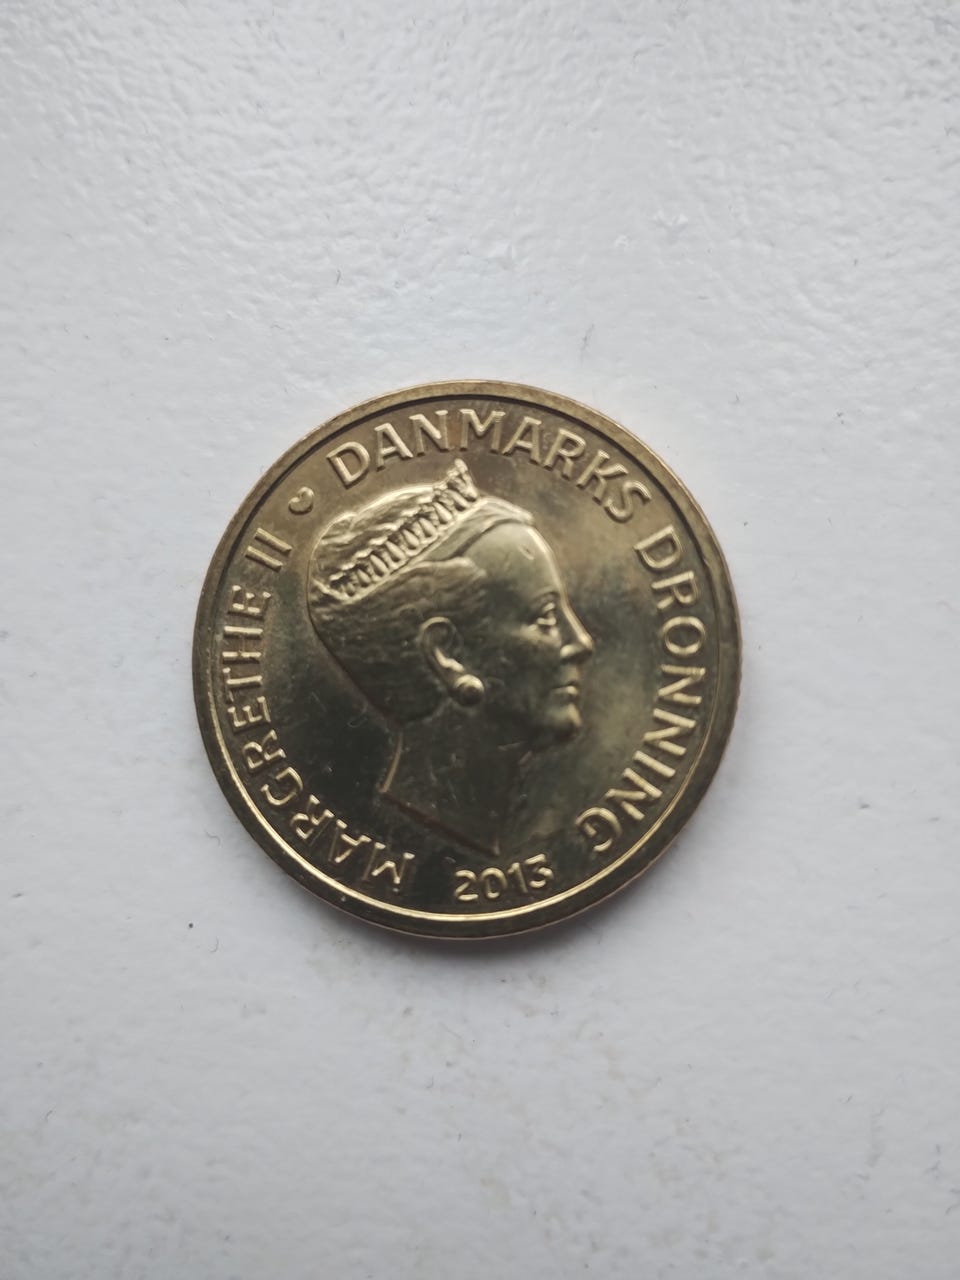 MARGRETHE II DANMARKS DRONNING
2013